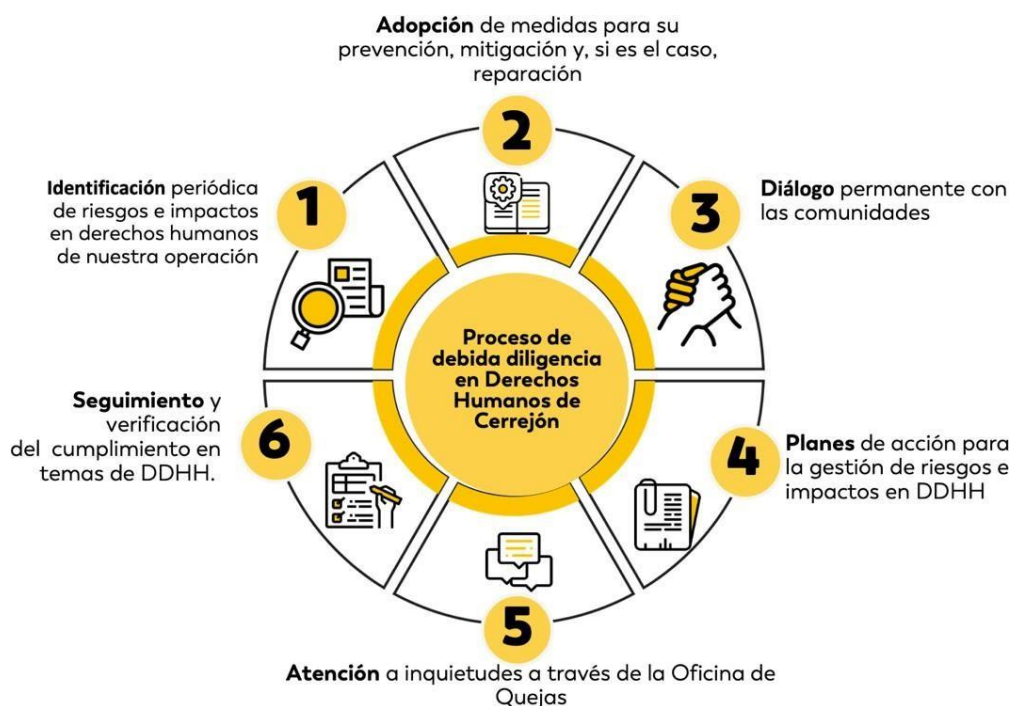 Adopción de medidas para su
prevención, mitigación y, si es el caso,
reparación
2
1
Identificación periódica
de riesgos e impactos
en derechos humanos
de nuestra operación
3
Diálogo permanente con
las comunidades
Proceso de
debida diligencia
en Derechos
Humanos de
Cerrejón
Seguimiento y
verificación
del cumplimiento en
temas de DDHH.
6
4
Planes de acción para
la gestión de riesgos e
impactos en DDHH
5
Atención a inquietudes a través de la Oficina de
Quejas